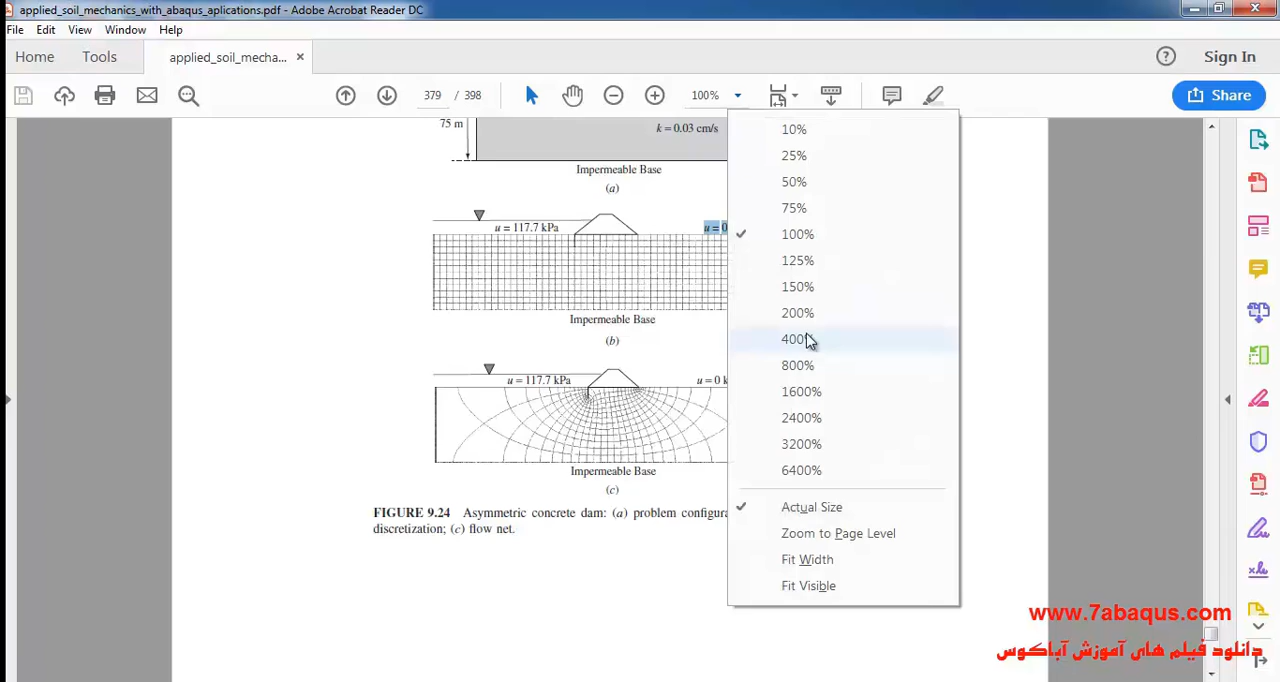 applied_soil_mechanics_with_abaqus_aplications.pdf - Adobe Acrobat Reader DC
File Edit View Window Help
Home Tools applied_soil_mecha... × Sign In
379 / 398 100% Share
75 m
k = 0.03 cm/s
Impermeable Base
(a)
u = 117.7 kPa
u = 0
Impermeable Base
(b)
u = 117.7 kPa
u = 0 k
Impermeable Base
(c)
FIGURE 9.24 Asymmetric concrete dam: (a) problem configura
discretization; (c) flow net.
10%
25%
50%
75%
100%
125%
150%
200%
400%
800%
1600%
2400%
3200%
6400%
Actual Size
Zoom to Page Level
Fit Width
Fit Visible
www.7abaqus.com
دانلود فیلم های آموزش آباکوس